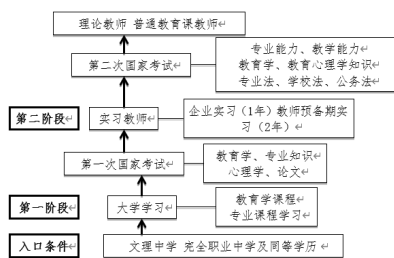 理论教师 普通教育课教师
第二次国家考试
专业能力、教学能力
教育学、教育心理学知识
专业法、学校法、公务法
第二阶段
实习教师
企业实习（1年）教师预备期实
习（2年）
第一次国家考试
教育学、专业知识
心理学、论文
第一阶段
大学学习
教育学课程
专业课程学习
入口条件
文理中学 完全职业中学及同等学历